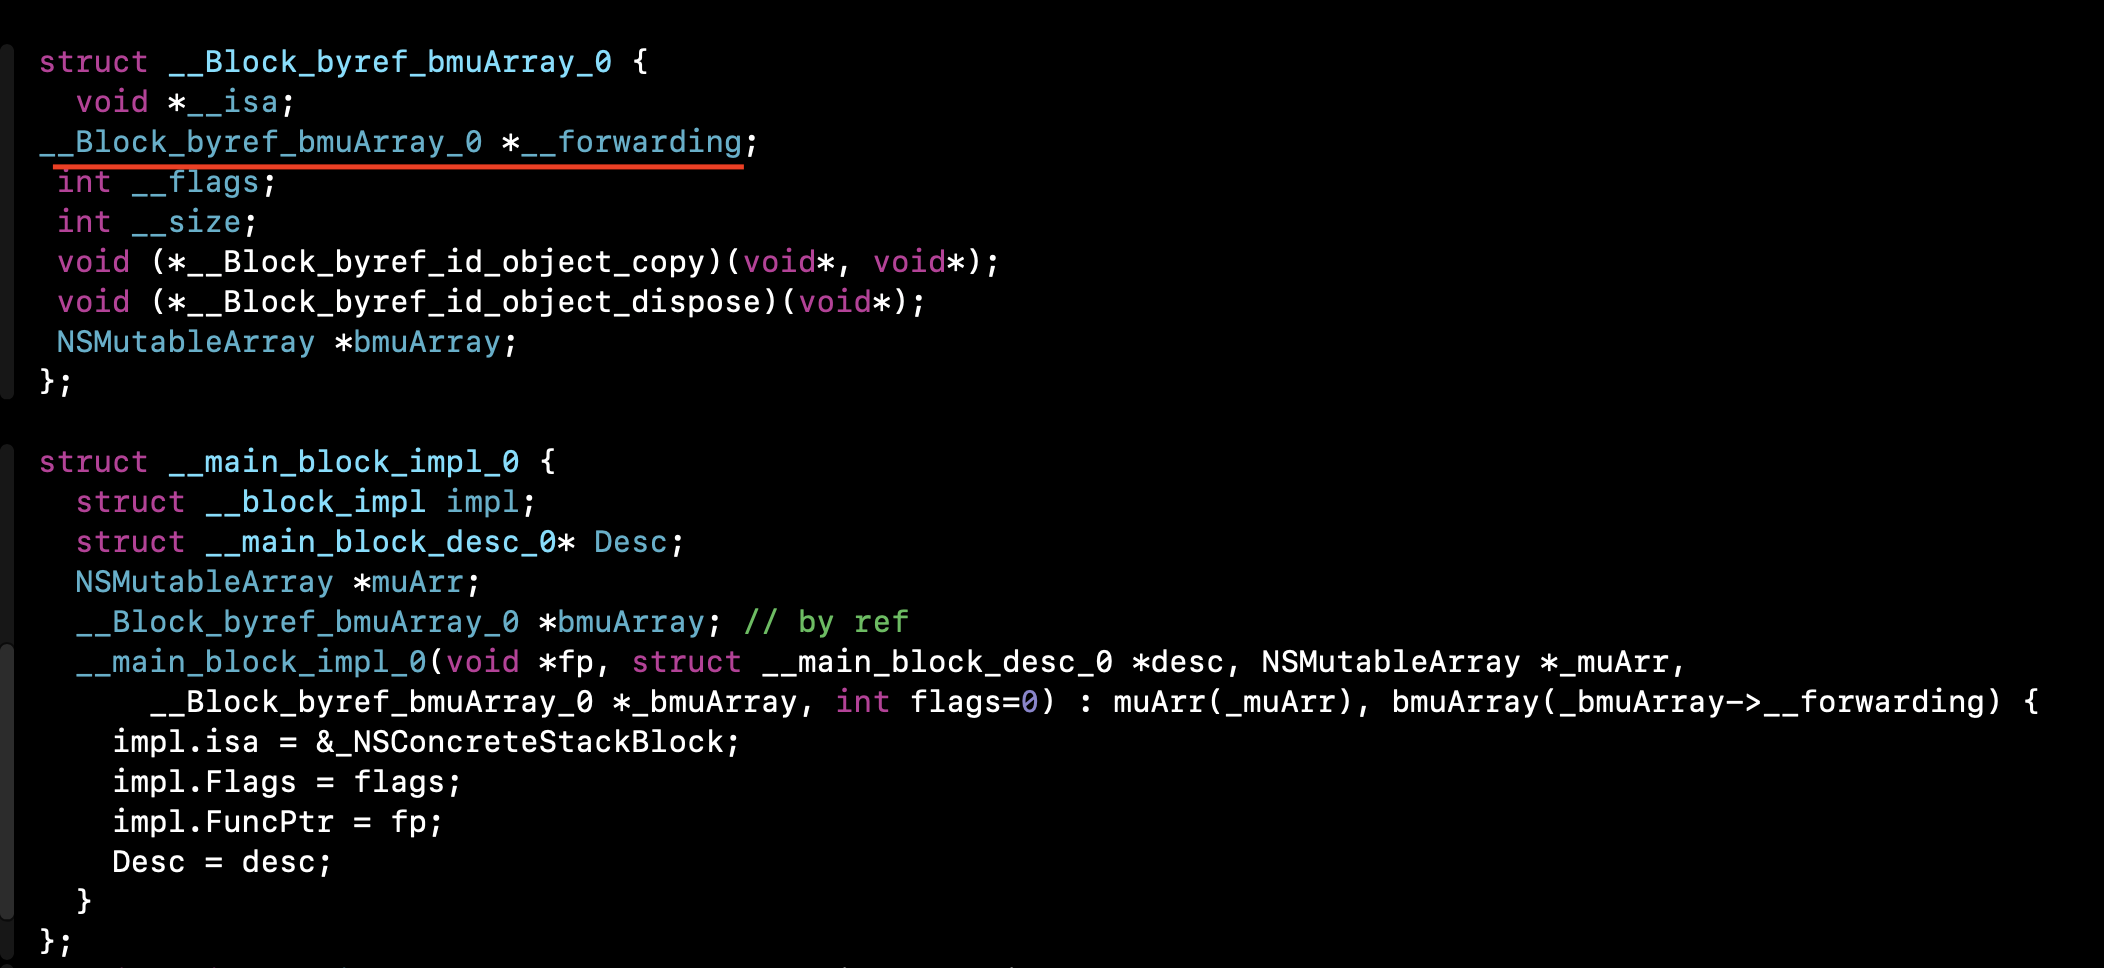 struct __Block_byref_bmuArray_0 {
  void *__isa;
__Block_byref_bmuArray_0 *__forwarding;
 int __flags;
 int __size;
 void (*__Block_byref_id_object_copy)(void*, void*);
 void (*__Block_byref_id_object_dispose)(void*);
 NSMutableArray *bmuArray;
};
struct __main_block_impl_0 {
  struct __block_impl impl;
  struct __main_block_desc_0* Desc;
  NSMutableArray *muArr;
  __Block_byref_bmuArray_0 *bmuArray; // by ref
  __main_block_impl_0(void *fp, struct __main_block_desc_0 *desc, NSMutableArray *_muArr,
      __Block_byref_bmuArray_0 *_bmuArray, int flags=0) : muArr(_muArr), bmuArray(_bmuArray->__forwarding) {
    impl.isa = &_NSConcreteStackBlock;
    impl.Flags = flags;
    impl.FuncPtr = fp;
    Desc = desc;
  }
};